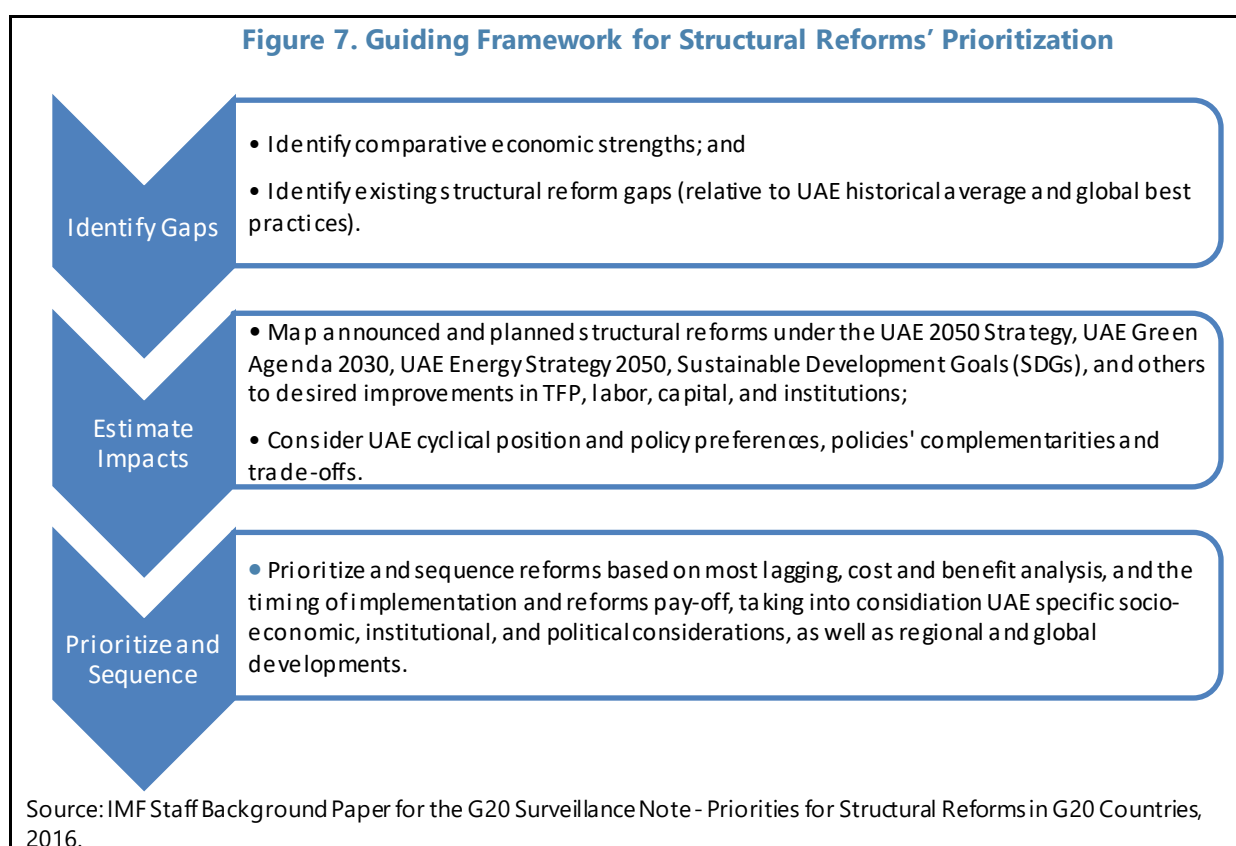 Figure 7. Guiding Framework for Structural Reforms' Prioritization
Identify Gaps
• Identify comparative economic strengths; and
• Identify existing structural reform gaps (relative to UAE historical average and global best
practices).
Estimate
Impacts
• Map announced and planned structural reforms under the UAE 2050 Strategy, UAE Green
Agenda 2030, UAE Energy Strategy 2050, Sustainable Development Goals (SDGs), and others
to desired improvements in TFP, labor, capital, and institutions;
• Consider UAE cyclical position and policy preferences, policies' complementarities and
trade-offs.
Prioritize and
Sequence
• Prioritize and sequence reforms based on most lagging, cost and benefit analysis, and the
timing of implementation and reforms pay-off, taking into considiation UAE specific socio-
economic, institutional, and political considerations, as well as regional and global
developments.
Source: IMF Staff Background Paper for the G20 Surveillance Note - Priorities for Structural Reforms in G20 Countries,
2016.